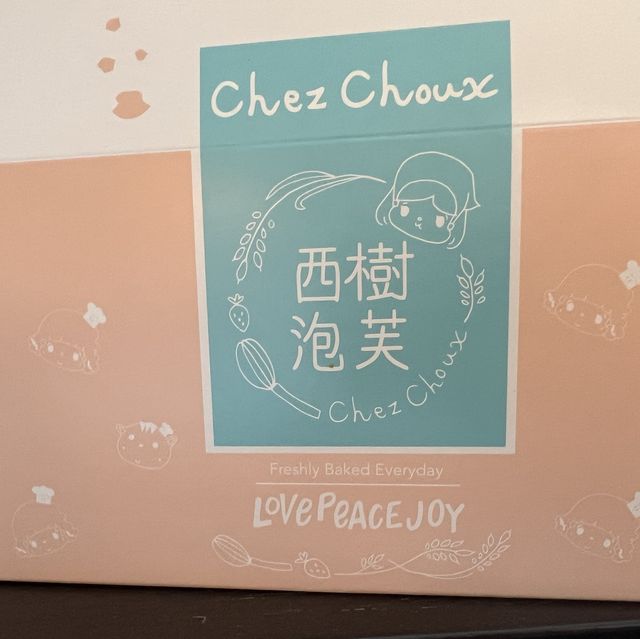 Chez Choux
西樹
泡芙
Chez Choux
Freshly Baked Everyday
LOVE PEACE JOY